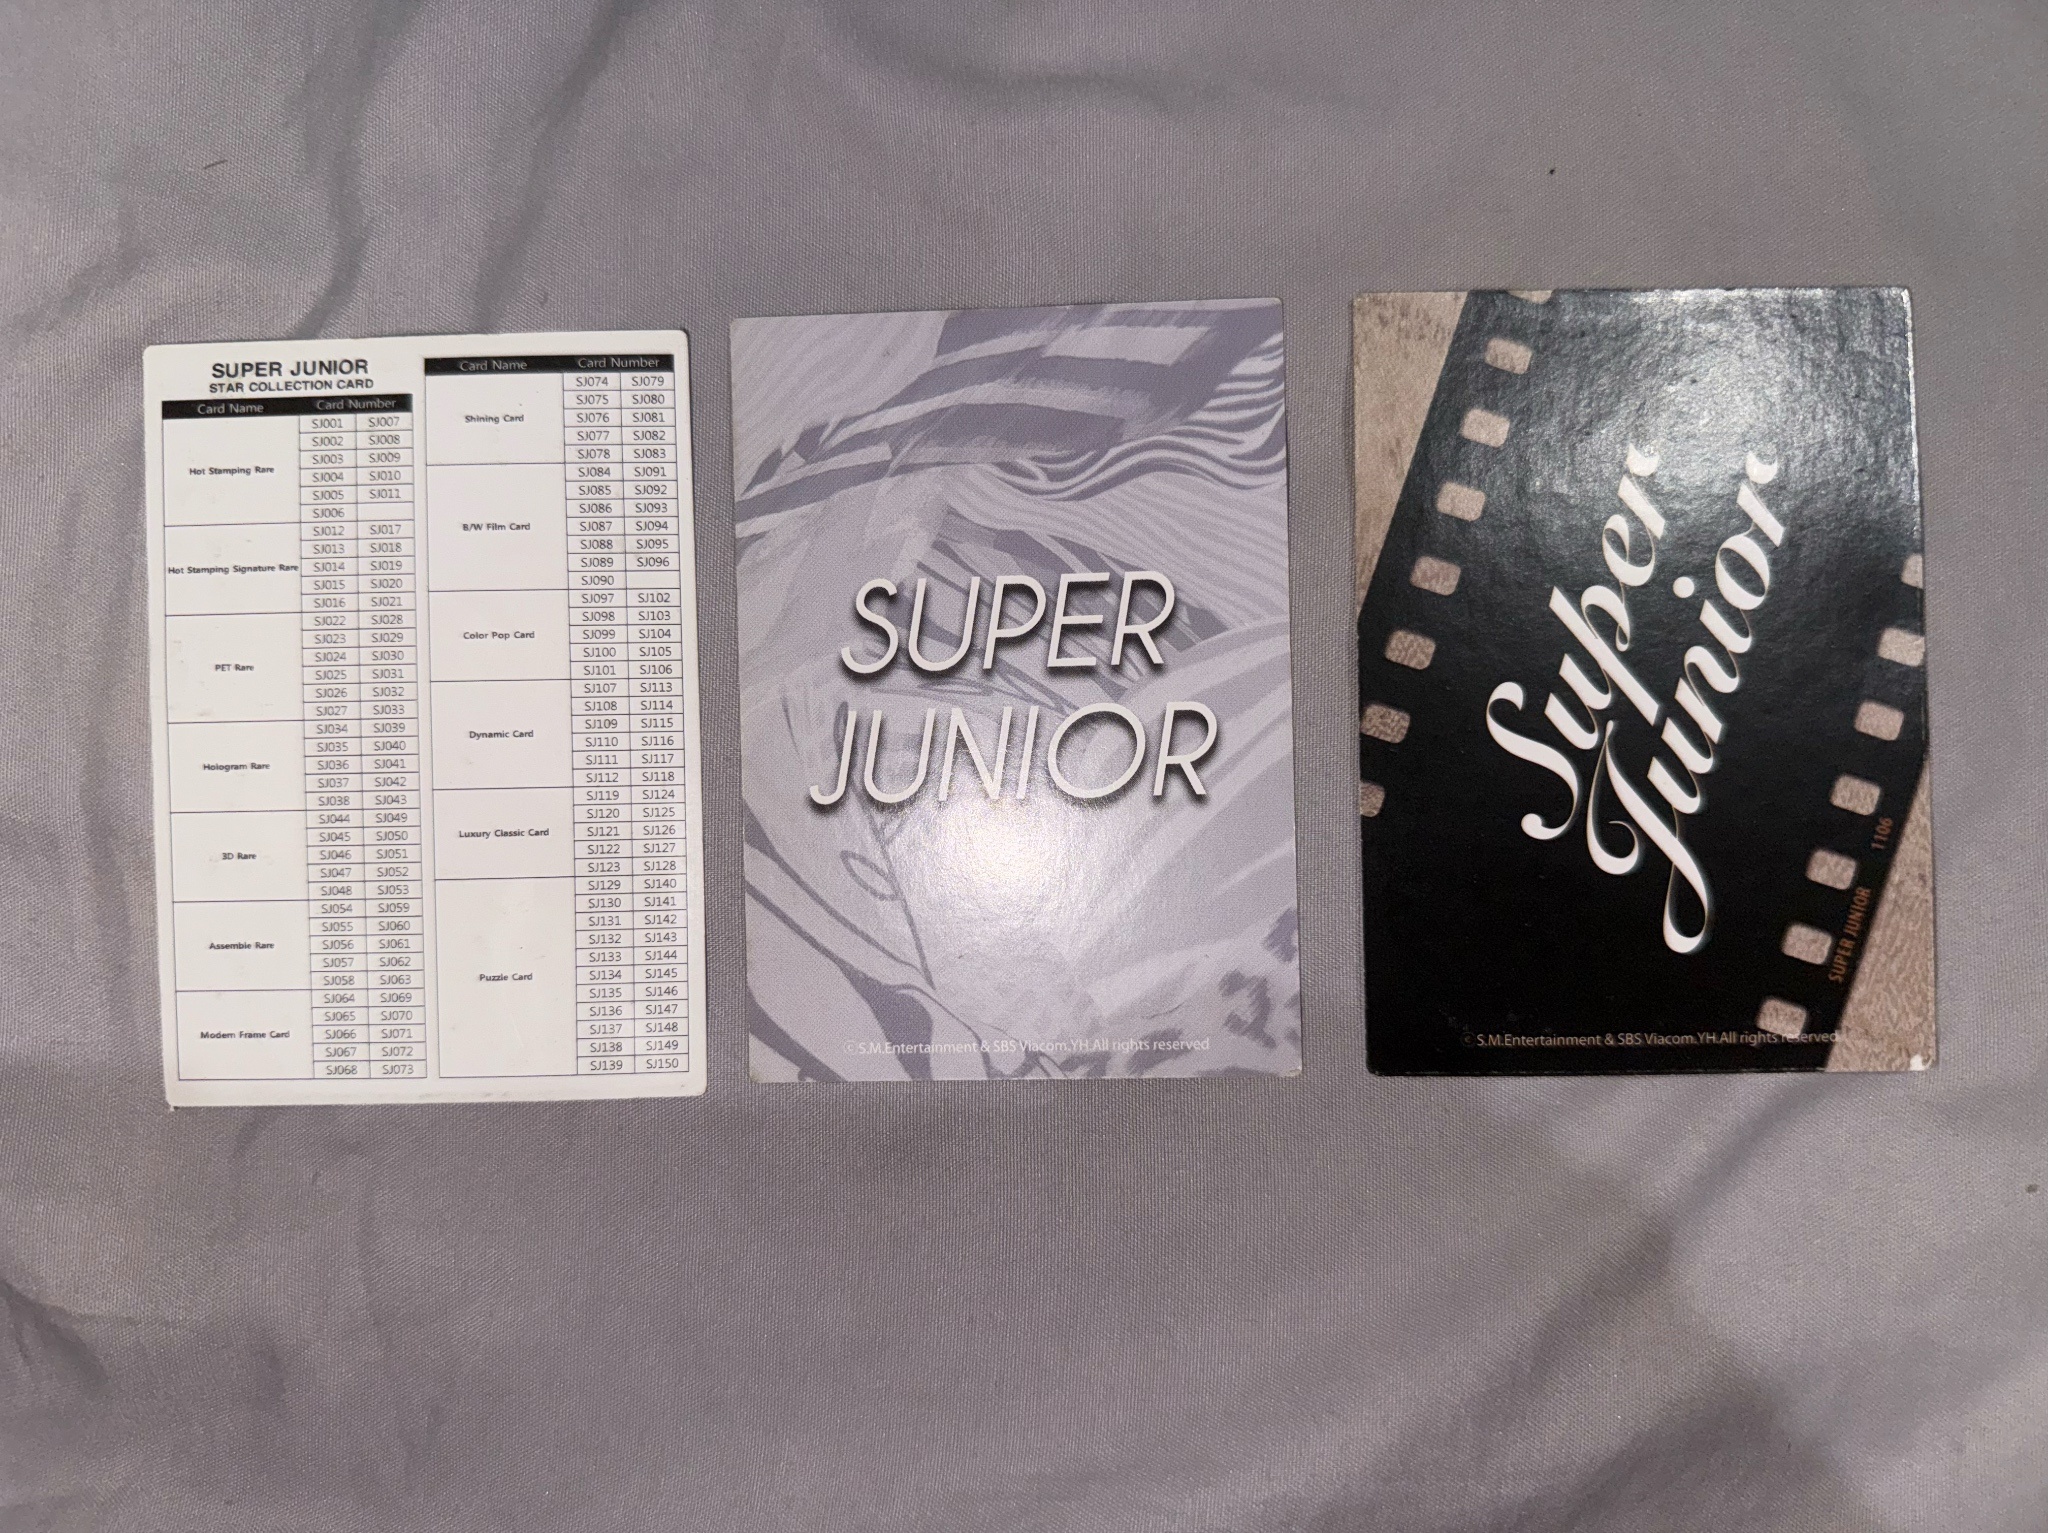 SUPER JUNIOR
STAR COLLECTION CARD
Card Name Card Number
Hot Stamping Rare
SJ001 SJ007
SJ002 SJ008
SJ003 SJ009
SJ004 SJ010
SJ005 SJ011
SJ006
Hot Stamping Signature Rare
SJ012 SJ017
SJ013 SJ018
SJ014 SJ019
SJ015 SJ020
SJ016 SJ021
PET Rare
SJ022 SJ028
SJ023 SJ029
SJ024 SJ030
SJ025 SJ031
SJ026 SJ032
SJ027 SJ033
Hologram Rare
SJ034 SJ039
SJ035 SJ040
SJ036 SJ041
SJ037 SJ042
SJ038 SJ043
3D Rare
SJ044 SJ049
SJ045 SJ050
SJ046 SJ051
SJ047 SJ052
SJ048 SJ053
Assemble Rare
SJ054 SJ059
SJ055 SJ060
SJ056 SJ061
SJ057 SJ062
SJ058 SJ063
Modern Frame Card
SJ064 SJ069
SJ065 SJ070
SJ066 SJ071
SJ067 SJ072
SJ068 SJ073
Card Name Card Number
Shining Card
SJ074 SJ079
SJ075 SJ080
SJ076 SJ081
SJ077 SJ082
SJ078 SJ083
B/W Film Card
SJ084 SJ091
SJ085 SJ092
SJ086 SJ093
SJ087 SJ094
SJ088 SJ095
SJ089 SJ096
SJ090
Color Pop Card
SJ097 SJ102
SJ098 SJ103
SJ099 SJ104
SJ100 SJ105
SJ101 SJ106
Dynamic Card
SJ107 SJ113
SJ108 SJ114
SJ109 SJ115
SJ110 SJ116
SJ111 SJ117
SJ112 SJ118
Luxury Classic Card
SJ119 SJ124
SJ120 SJ125
SJ121 SJ126
SJ122 SJ127
SJ123 SJ128
Puzzle Card
SJ129 SJ140
SJ130 SJ141
SJ131 SJ142
SJ132 SJ143
SJ133 SJ144
SJ134 SJ145
SJ135 SJ146
SJ136 SJ147
SJ137 SJ148
SJ138 SJ149
SJ139 SJ150
SUPER
JUNIOR
ⓒ S.M.Entertainment & SBS Viacom.YH.All rights reserved
Super
Junior
SUPER JUNIOR 1106
ⓒ S.M.Entertainment & SBS Viacom.YH.All rights reserved